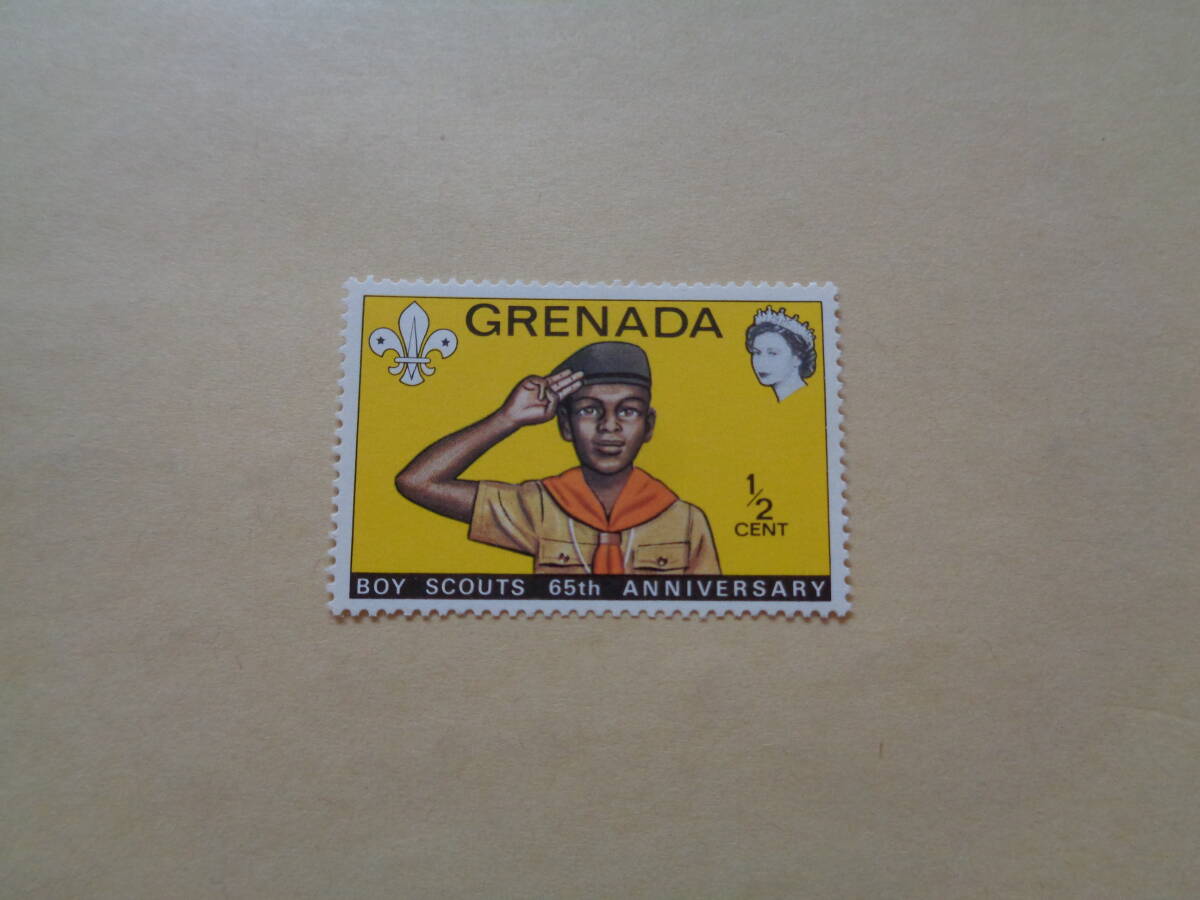 GRENADA
1/2
CENT
BOY SCOUTS 65th ANNIVERSARY